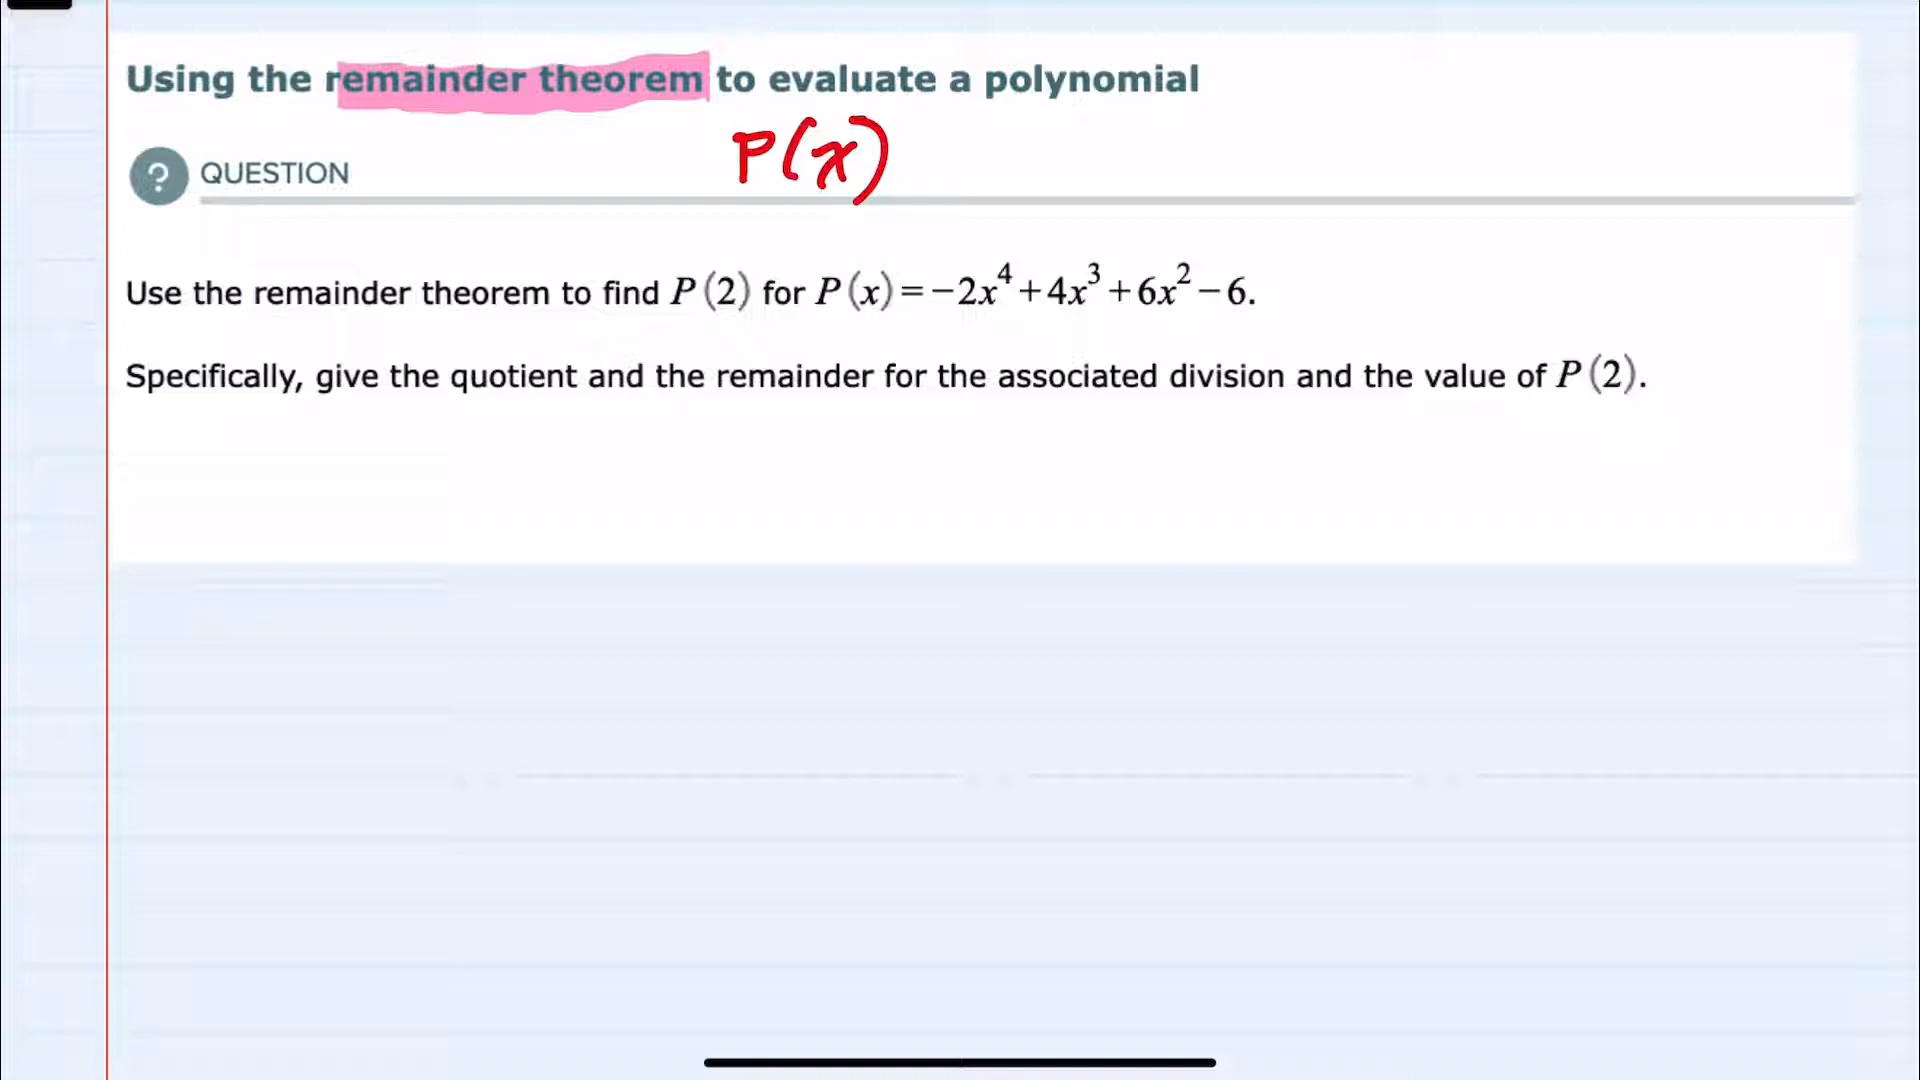 Using the remainder theorem to evaluate a polynomial
P(x)
? QUESTION
Use the remainder theorem to find P(2) for P(x)=−2x⁴+4x³+6x²−6.
Specifically, give the quotient and the remainder for the associated division and the value of P(2).